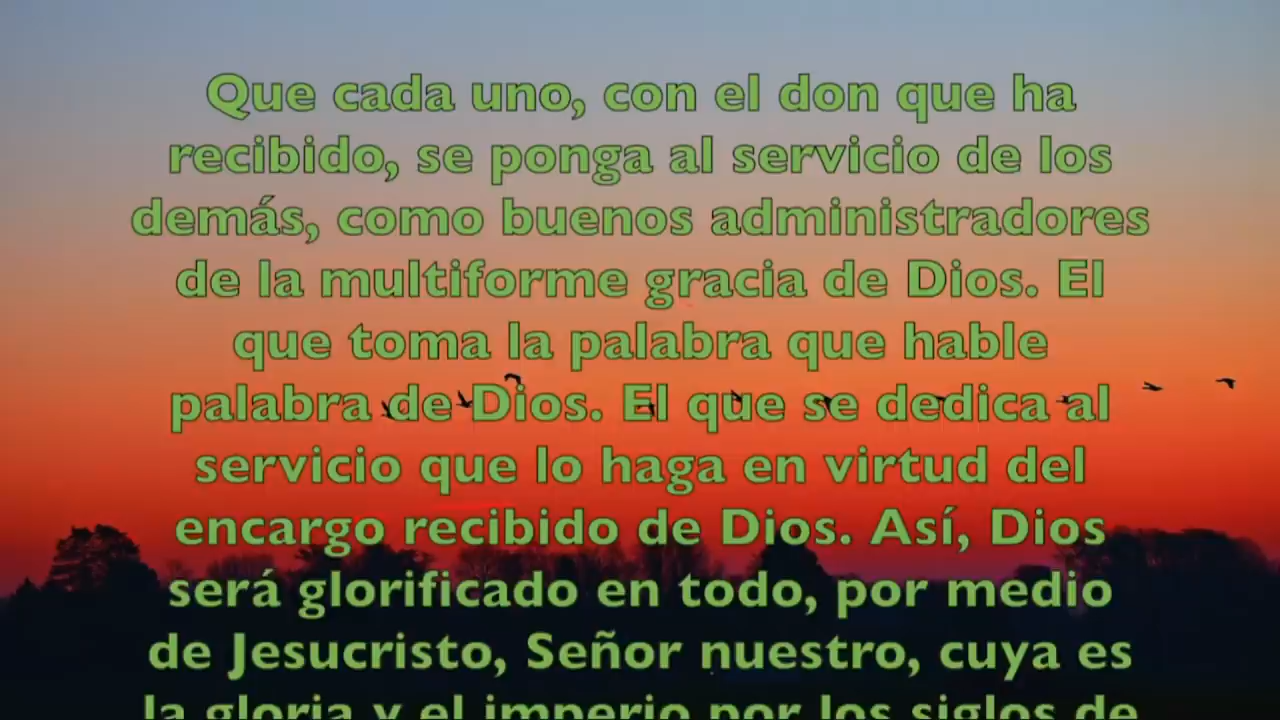 Que cada uno, con el don que ha
recibido, se ponga al servicio de los
demás, como buenos administradores
de la multiforme gracia de Dios. El
que toma la palabra que hable
palabra de Dios. El que se dedica al
servicio que lo haga en virtud del
encargo recibido de Dios. Así, Dios
será glorificado en todo, por medio
de Jesucristo, Señor nuestro, cuya es
la gloria y el imperio por los siglos de